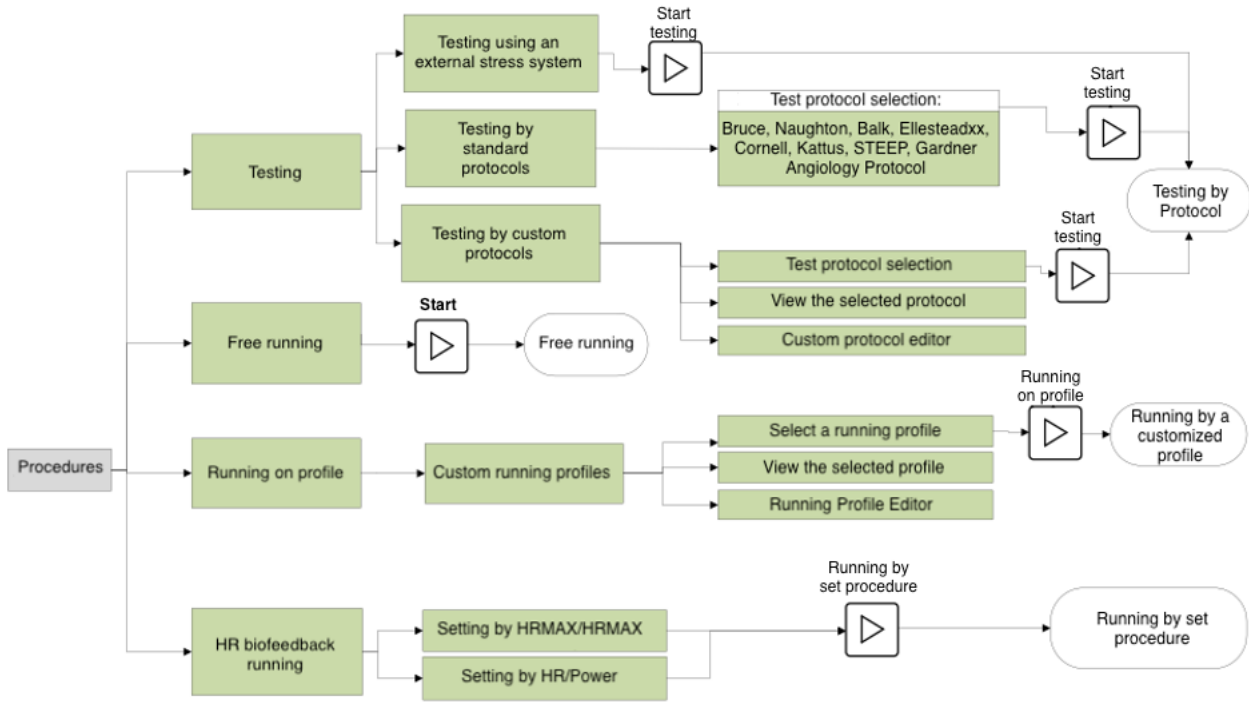 Start
testing
Testing using an
external stress system
Start
testing
Test protocol selection:
Testing by
standard
protocols
Bruce, Naughton, Balk, Ellesteadxx,
Cornell, Kattus, STEEP, Gardner
Angiology Protocol
Testing
Testing by
Protocol
Testing by custom
protocols
Start
testing
Test protocol selection
View the selected protocol
Custom protocol editor
Free running
Start
Free running
Running
on profile
Procedures
Running on profile
Custom running profiles
Select a running profile
View the selected profile
Running Profile Editor
Running by a
customized
profile
Running by
set procedure
HR biofeedback
running
Setting by HRMAX/HRMAX
Setting by HR/Power
Running by set
procedure